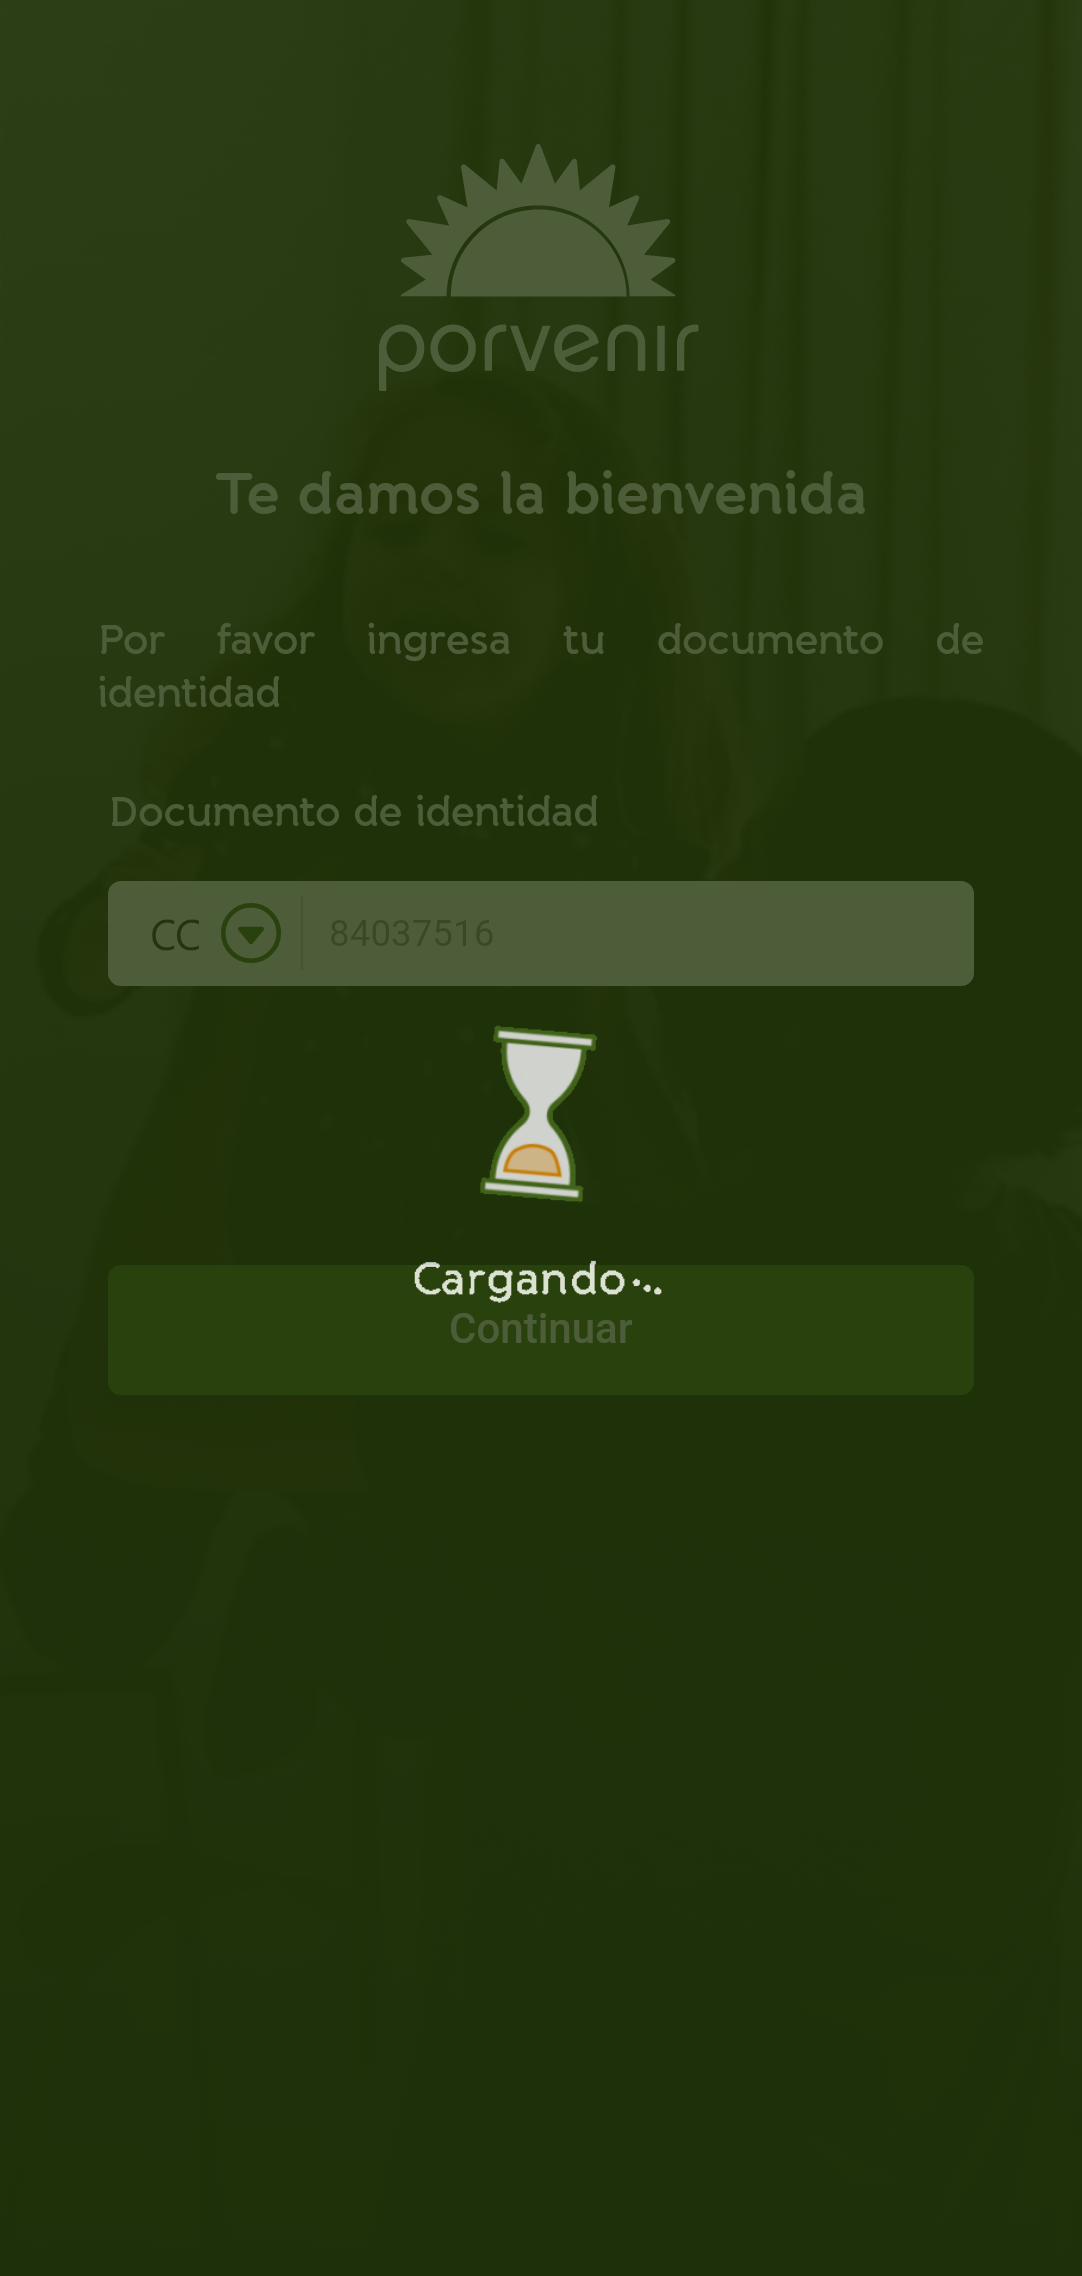 porvenir
Te damos la bienvenida
Por favor ingresa tu documento de
identidad
Documento de identidad
CC 84037516
Cargando...
Continuar